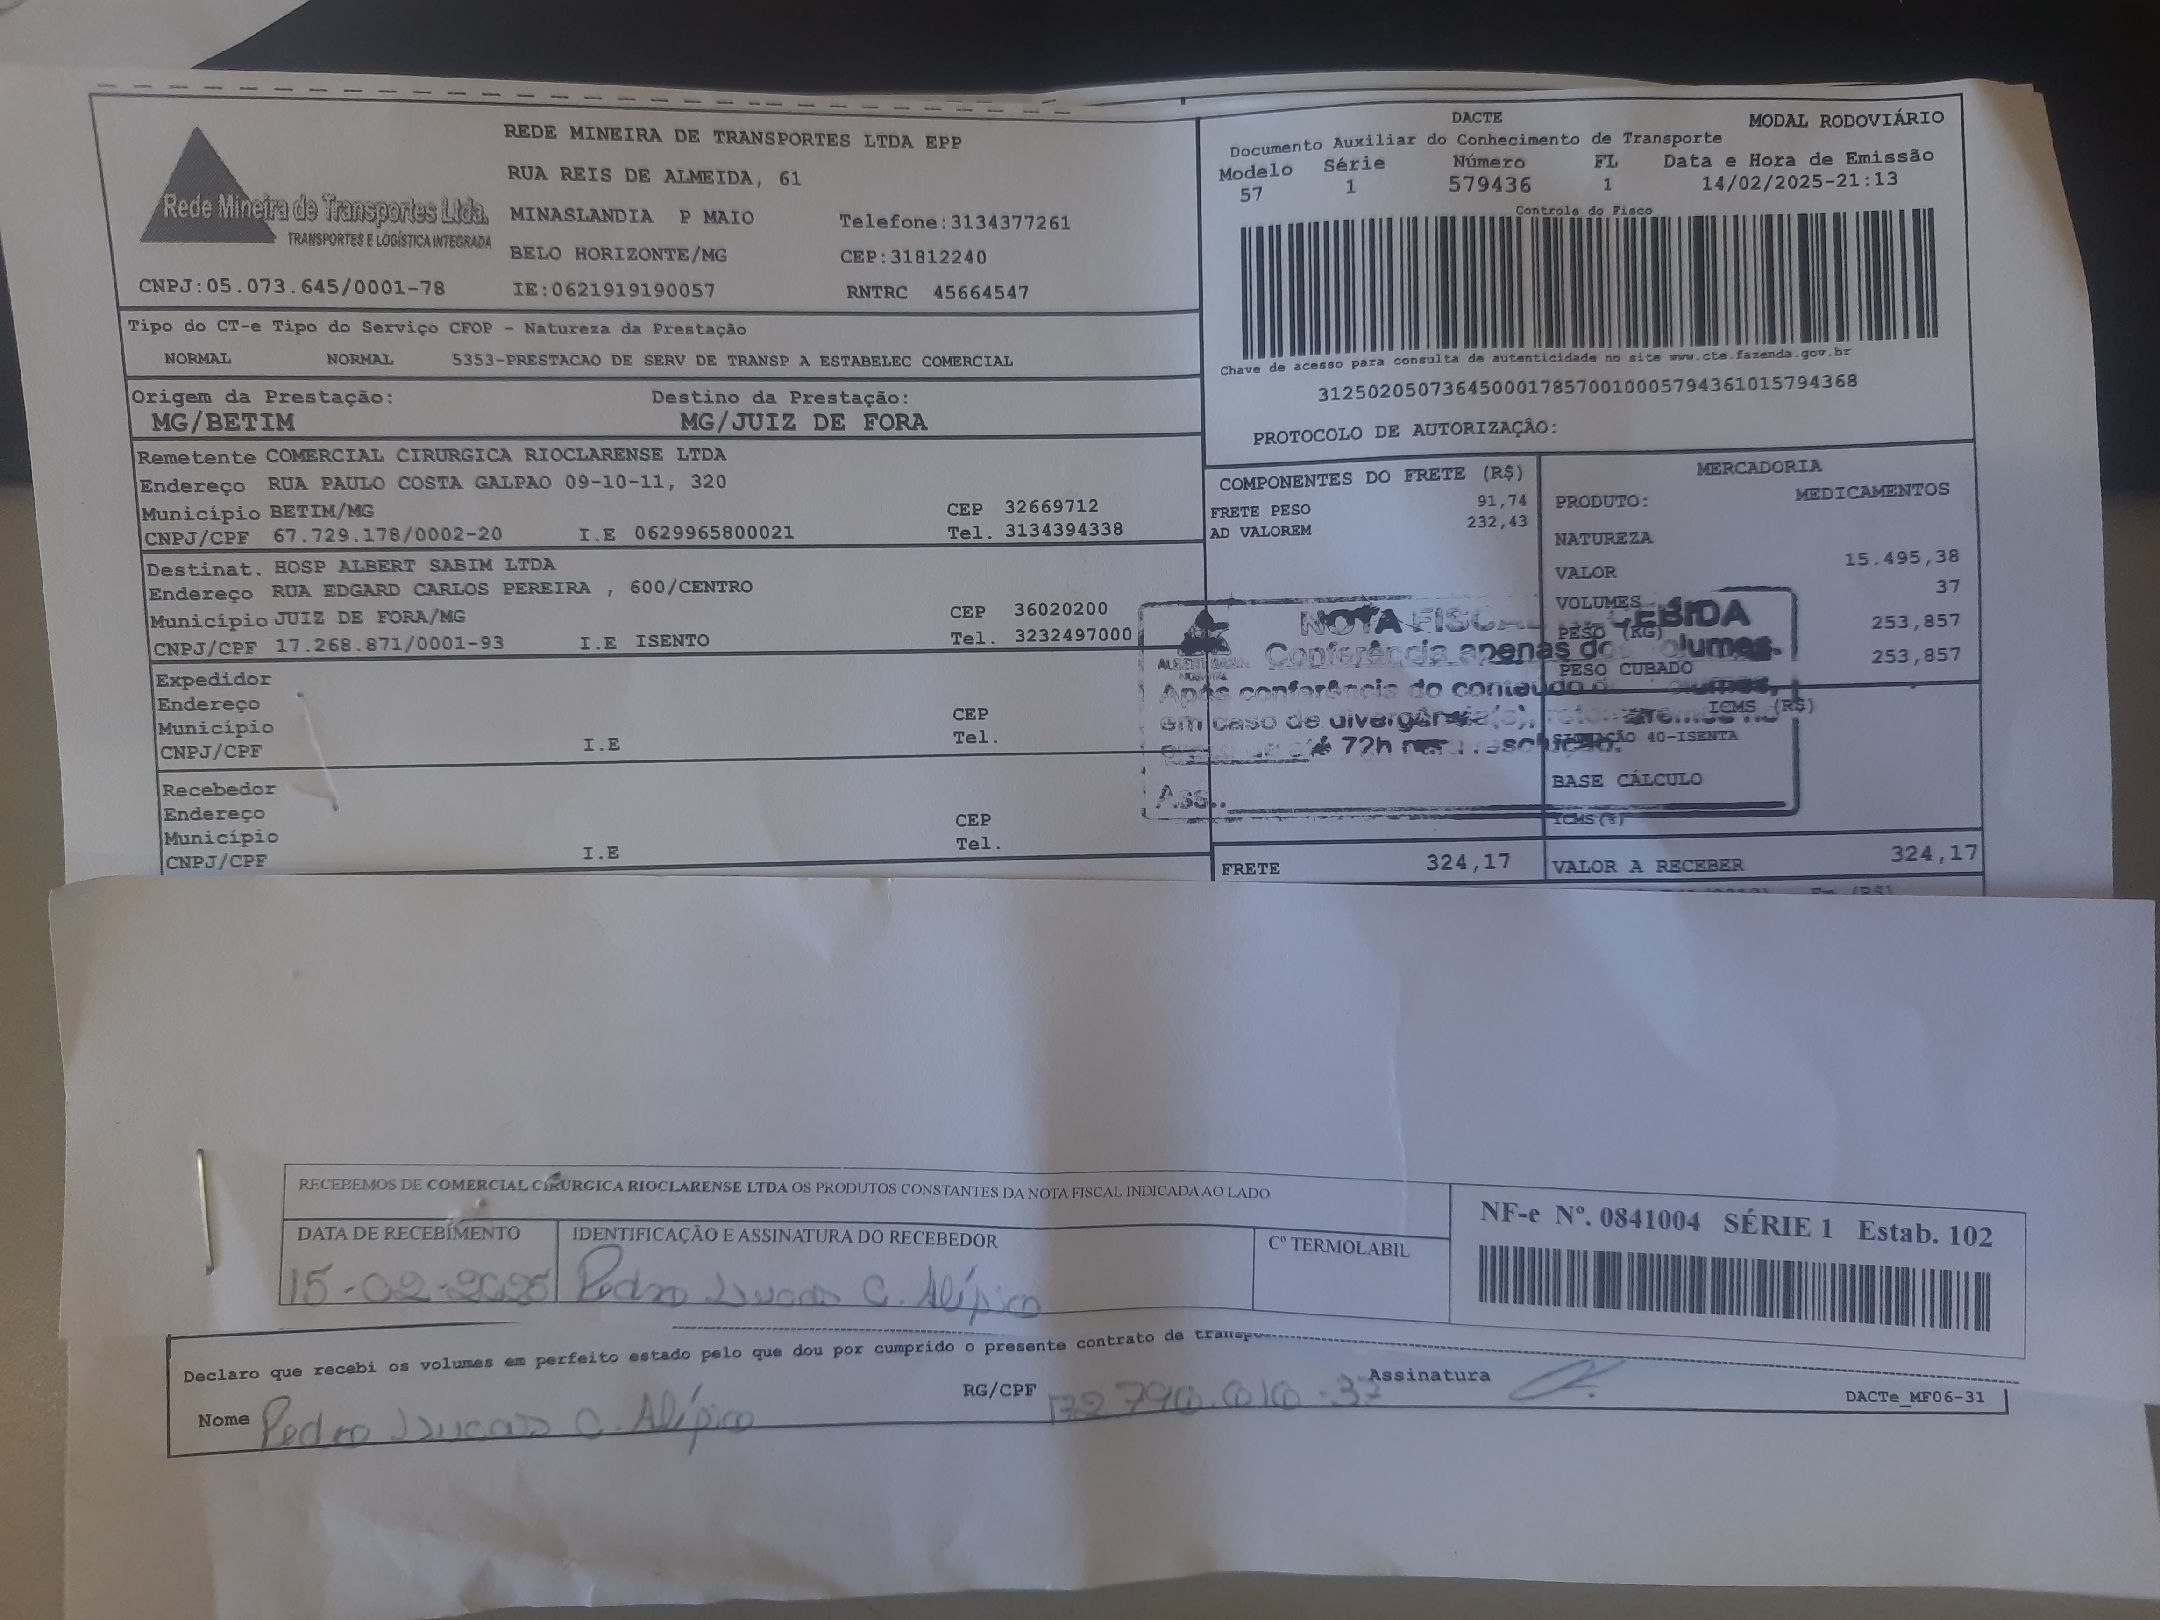 REDE MINEIRA DE TRANSPORTES LTDA EPP
RUA REIS DE ALMEIDA, 61
Rede Mineira de Transportes Ltda.
TRANSPORTES E LOGÍSTICA INTEGRADA
MINASLANDIA P MAIO Telefone:3134377261
BELO HORIZONTE/MG CEP:31812240
CNPJ:05.073.645/0001-78 IE:0621919190057 RNTRC 45664547
DACTE MODAL RODOVIÁRIO
Documento Auxiliar do Conhecimento de Transporte
Modelo Série Número FL Data e Hora de Emissão
57 1 579436 1 14/02/2025-21:13
Controle do Fisco
Chave de acesso para consulta de autenticidade no site www.cte.fazenda.gov.br
31250205073645000178570010005794361015794368
PROTOCOLO DE AUTORIZAÇÃO:
Tipo do CT-e Tipo do Serviço CFOP - Natureza da Prestação
NORMAL NORMAL 5353-PRESTACAO DE SERV DE TRANSP A ESTABELEC COMERCIAL
Origem da Prestação: Destino da Prestação:
MG/BETIM MG/JUIZ DE FORA
Remetente COMERCIAL CIRURGICA RIOCLARENSE LTDA
Endereço RUA PAULO COSTA GALPAO 09-10-11, 320
Município BETIM/MG CEP 32669712
CNPJ/CPF 67.729.178/0002-20 I.E 0629965800021 Tel. 3134394338
Destinat. HOSP ALBERT SABIM LTDA
Endereço RUA EDGARD CARLOS PEREIRA , 600/CENTRO
Município JUIZ DE FORA/MG CEP 36020200
CNPJ/CPF 17.268.871/0001-93 I.E ISENTO Tel. 3232497000
Expedidor
Endereço
Município CEP
CNPJ/CPF I.E Tel.
Recebedor
Endereço
Município CEP
CNPJ/CPF I.E Tel.
COMPONENTES DO FRETE (R$)
FRETE PESO 91,74
AD VALOREM 232,43
MERCADORIA
PRODUTO: MEDICAMENTOS
NATUREZA
VALOR 15.495,38
VOLUMES 37
PESO (KG) 253,857
PESO CUBADO 253,857
ICMS (R$)
40-ISENTA
BASE CÁLCULO
ICMS(%)
FRETE 324,17 VALOR A RECEBER 324,17
NOTA
Conferência apenas
Após conferência do conteúdo
em caso de
72h
Ass.
RECEBEMOS DE COMERCIAL CIRURGICA RIOCLARENSE LTDA OS PRODUTOS CONSTANTES DA NOTA FISCAL INDICADA AO LADO
DATA DE RECEBIMENTO IDENTIFICAÇÃO E ASSINATURA DO RECEBEDOR Cº TERMOLABIL
15-02-2025 Pedro Lucas C. Alípico
NF-e Nº. 0841004 SÉRIE 1 Estab. 102
Declaro que recebi os volumes em perfeito estado pelo que dou por cumprido o presente contrato de
Nome Pedro Lucas C. Alípico RG/CPF Assinatura DACTe_MF06-31